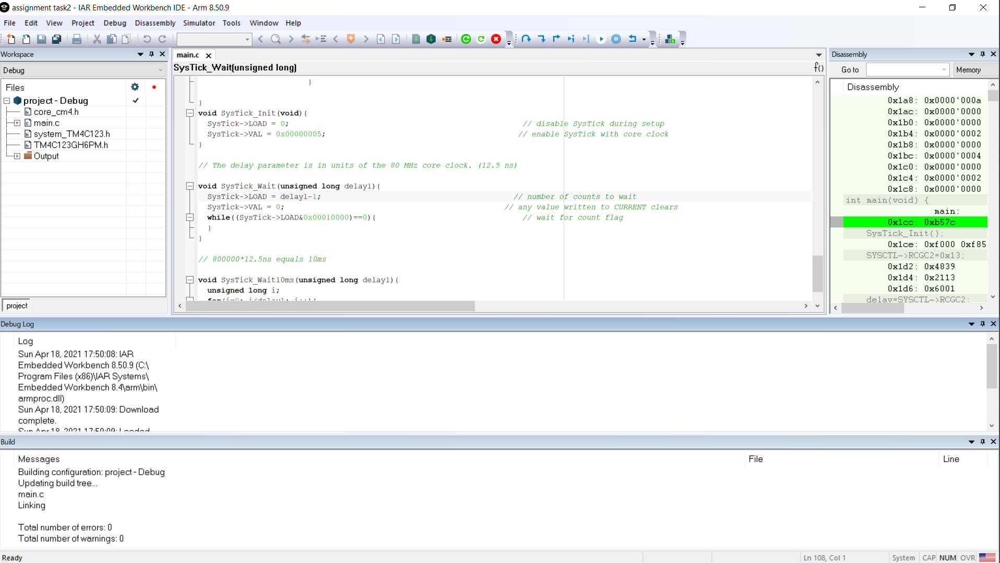 assignment task2 - IAR Embedded Workbench IDE - Arm 8.50.9
File Edit View Project Debug Disassembly Simulator Tools Window Help
Workspace
Debug
Files
project - Debug
core_cm4.h
main.c
system_TM4C123.h
TM4C123GH6PM.h
Output
project
main.c
SysTick_Wait(unsigned long)
f()
}
}
void SysTick_Init(void){
SysTick->LOAD = 0; // disable SysTick during setup
SysTick->VAL = 0x00000005; // enable SysTick with core clock
}
// The delay parameter is in units of the 80 MHz core clock. (12.5 ns)
void SysTick_Wait(unsigned long delay1){
SysTick->LOAD = delay1-1; // number of counts to wait
SysTick->VAL = 0; // any value written to CURRENT clears
while((SysTick->LOAD&0x00010000)==0){ // wait for count flag
}
}
// 800000*12.5ns equals 10ms
void SysTick_Wait10ms(unsigned long delay1){
unsigned long i;
for(i=0; i<delay1; i++){
Disassembly
Go to
Memory
Disassembly
0x1a8: 0x0000'000a
0x1ac: 0x0000'0000
0x1b0: 0x0000'0000
0x1b4: 0x0000'0002
0x1b8: 0x0000'0000
0x1bc: 0x0000'0004
0x1c0: 0x0000'0000
0x1c4: 0x0000'0002
0x1c8: 0x0000'0000
int main(void) {
main:
0x1cc: 0xb57c
SysTick_Init();
0x1ce: 0xf000 0xf85
SYSCTL->RCGC2=0x13;
0x1d2: 0x4839
0x1d4: 0x2113
0x1d6: 0x6001
delay=SYSCTL->RCGC2;
Debug Log
Log
Sun Apr 18, 2021 17:50:08: IAR
Embedded Workbench 8.50.9 (C:\
Program Files (x86)\IAR Systems\
Embedded Workbench 8.4\arm\bin\
armproc.dll)
Sun Apr 18, 2021 17:50:09: Download
complete.
Sun Apr 18, 2021 17:50:09: Loaded
Build
Messages File Line
Building configuration: project - Debug
Updating build tree...
main.c
Linking
Total number of errors: 0
Total number of warnings: 0
Ready
Ln 108, Col 1
System
CAP NUM OVR